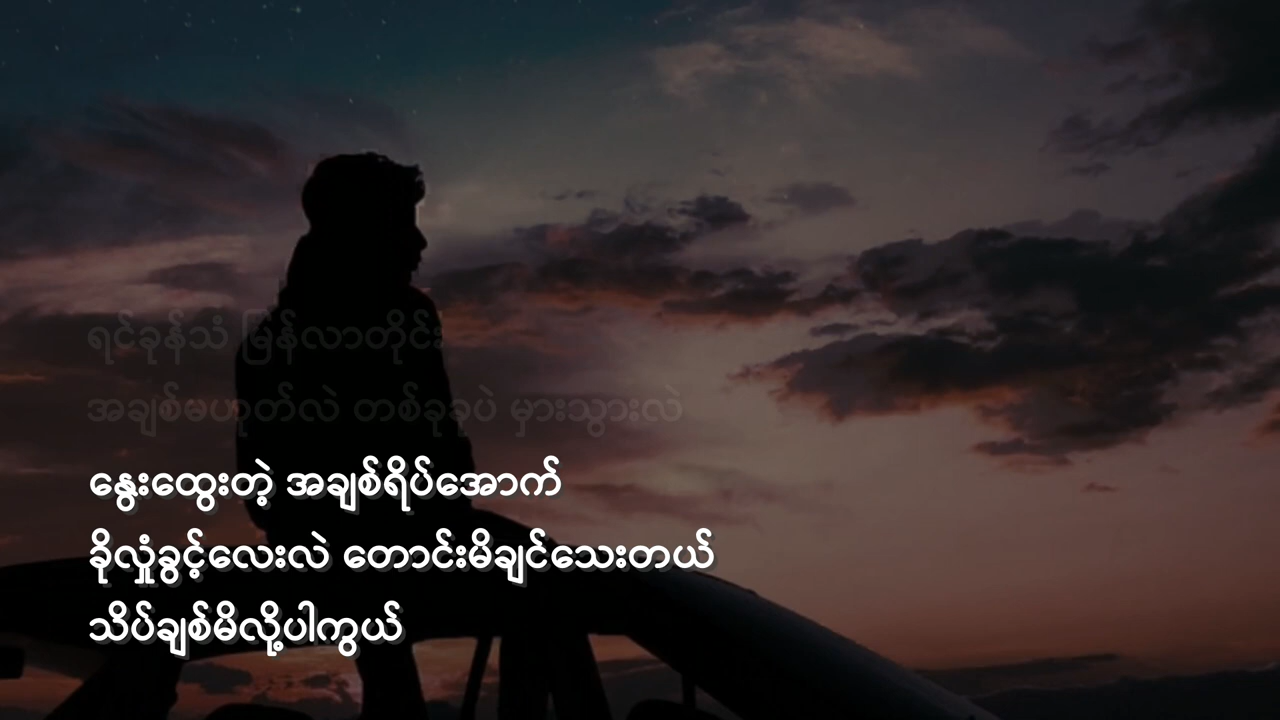 ရင်ခုန်သံ မြန်လာတိုင်း
အချစ်မဟုတ်လဲ တစ်ခုခုပဲ မှားသွားလဲ
နွေးထွေးတဲ့ အချစ်ရိပ်အောက်
ခိုလှုံခွင့်လေးလဲ တောင်းမိချင်သေးတယ်
သိပ်ချစ်မိလို့ပါကွယ်